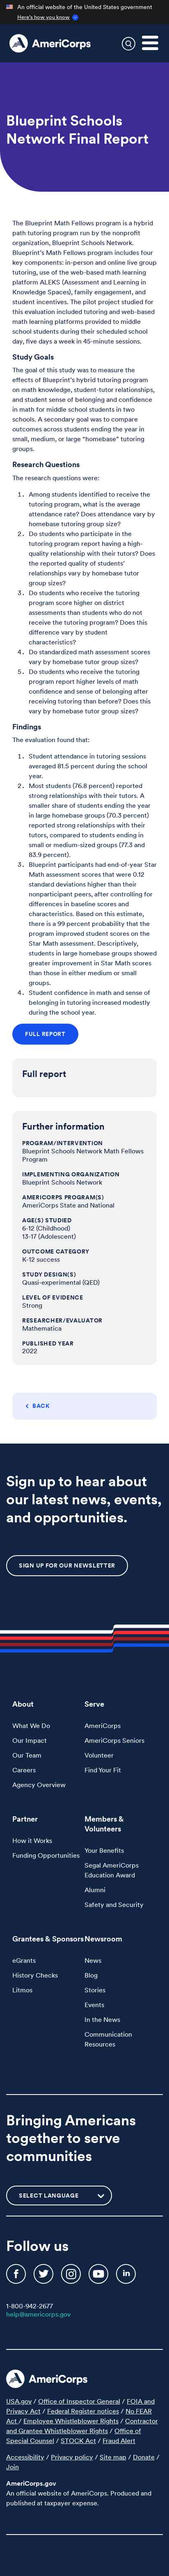 An official website of the United States government
Here's how you know
AmeriCorps
Blueprint Schools
Network Final Report
The Blueprint Math Fellows program is a hybrid
path tutoring program run by the nonprofit
organization, Blueprint Schools Network.
Blueprint's Math Fellows program includes four
key components: in-person and online live group
tutoring, use of the web-based math learning
platform ALEKS (Assessment and Learning in
Knowledge Spaces), family engagement, and
student incentives. The pilot project studied for
this evaluation included tutoring and web-based
math learning platforms provided to middle
school students during their scheduled school
day, five days a week in 45-minute sessions.
Study Goals
The goal of this study was to measure the
effects of Blueprint's hybrid tutoring program
on math knowledge, student-tutor relationships,
and student sense of belonging and confidence
in math for middle school students in two
schools. A secondary goal was to compare
outcomes across students ending the year in
small, medium, or large "homebase" tutoring
groups.
Research Questions
The research questions were:
1. Among students identified to receive the
tutoring program, what is the average
attendance rate? Does attendance vary by
homebase tutoring group size?
2. Do students who participate in the
tutoring program report having a high-
quality relationship with their tutors? Does
the reported quality of students'
relationships vary by homebase tutor
group sizes?
3. Do students who receive the tutoring
program score higher on district
assessments than students who do not
receive the tutoring program? Does this
difference vary by student
characteristics?
4. Do standardized math assessment scores
vary by homebase tutor group sizes?
5. Do students who receive the tutoring
program report higher levels of math
confidence and sense of belonging after
receiving tutoring than before? Does this
vary by homebase tutor group sizes?
Findings
The evaluation found that:
1. Student attendance in tutoring sessions
averaged 81.5 percent during the school
year.
2. Most students (76.8 percent) reported
strong relationships with their tutors. A
smaller share of students ending the year
in large homebase groups (70.3 percent)
reported strong relationships with their
tutors, compared to students ending in
small or medium-sized groups (77.3 and
83.9 percent).
3. Blueprint participants had end-of-year Star
Math assessment scores that were 0.12
standard deviations higher than their
nonparticipant peers, after controlling for
differences in baseline scores and
characteristics. Based on this estimate,
there is a 99 percent probability that the
program improved student scores on the
Star Math assessment. Descriptively,
students in large homebase groups showed
greater improvement in Star Math scores
than those in either medium or small
groups.
4. Student confidence in math and sense of
belonging in tutoring increased modestly
during the school year.
FULL REPORT
Full report
Further information
PROGRAM/INTERVENTION
Blueprint Schools Network Math Fellows
Program
IMPLEMENTING ORGANIZATION
Blueprint Schools Network
AMERICORPS PROGRAM(S)
AmeriCorps State and National
AGE(S) STUDIED
6-12 (Childhood)
13-17 (Adolescent)
OUTCOME CATEGORY
K-12 success
STUDY DESIGN(S)
Quasi-experimental (QED)
LEVEL OF EVIDENCE
Strong
RESEARCHER/EVALUATOR
Mathematica
PUBLISHED YEAR
2022
BACK
Sign up to hear about
our latest news, events,
and opportunities.
SIGN UP FOR OUR NEWSLETTER
About
What We Do
Our Impact
Our Team
Careers
Agency Overview
Serve
AmeriCorps
AmeriCorps Seniors
Volunteer
Find Your Fit
Partner
How it Works
Funding Opportunities
Members &
Volunteers
Your Benefits
Segal AmeriCorps
Education Award
Alumni
Safety and Security
Grantees & Sponsors
eGrants
History Checks
Litmos
Newsroom
News
Blog
Stories
Events
In the News
Communication
Resources
Bringing Americans
together to serve
communities
SELECT LANGUAGE
Follow us
1-800-942-2677
help@americorps.gov
AmeriCorps
USA.gov / Office of Inspector General / FOIA and
Privacy Act / Federal Register notices / No FEAR
Act / Employee Whistleblower Rights / Contractor
and Grantee Whistleblower Rights / Office of
Special Counsel / STOCK Act / Fraud Alert
Accessibility / Privacy policy / Site map / Donate /
Join
AmeriCorps.gov
An official website of AmeriCorps. Produced and
published at taxpayer expense.